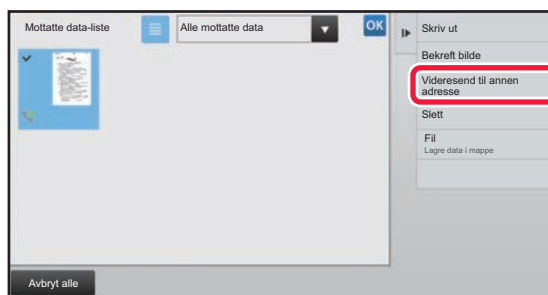 Mottatte data-liste
Alle mottatte data
OK
Skriv ut
Bekreft bilde
Videresend til annen
adresse
Slett
Fil
Lagre data i mappe
Avbryt alle